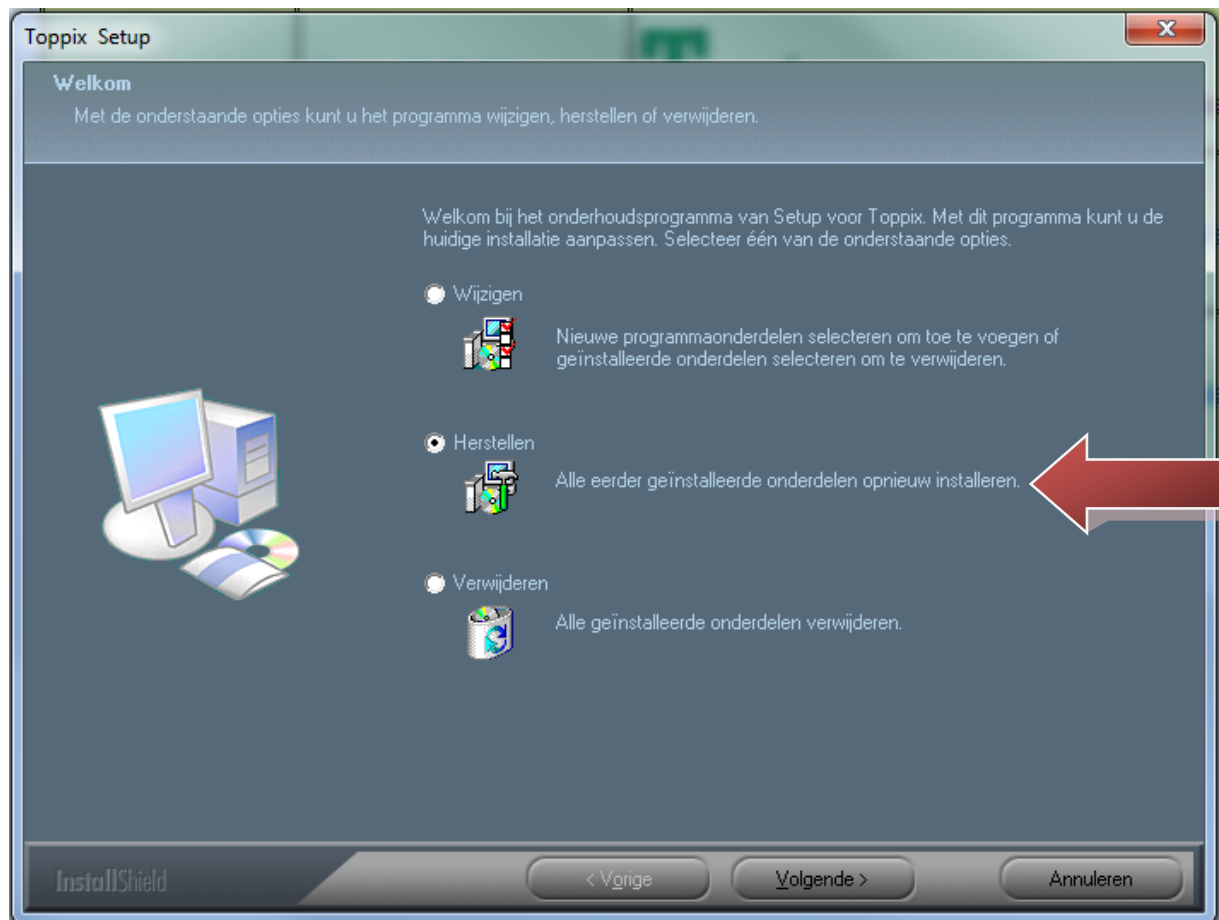 Toppix Setup
Welkom
Met de onderstaande opties kunt u het programma wijzigen, herstellen of verwijderen.
Welkom bij het onderhoudsprogramma van Setup voor Toppix. Met dit programma kunt u de
huidige installatie aanpassen. Selecteer één van de onderstaande opties.
Wijzigen
Nieuwe programmaonderdelen selecteren om toe te voegen of
geïnstalleerde onderdelen selecteren om te verwijderen.
Herstellen
Alle eerder geïnstalleerde onderdelen opnieuw installeren.
Verwijderen
Alle geïnstalleerde onderdelen verwijderen.
InstallShield
< Vorige
Volgende >
Annuleren